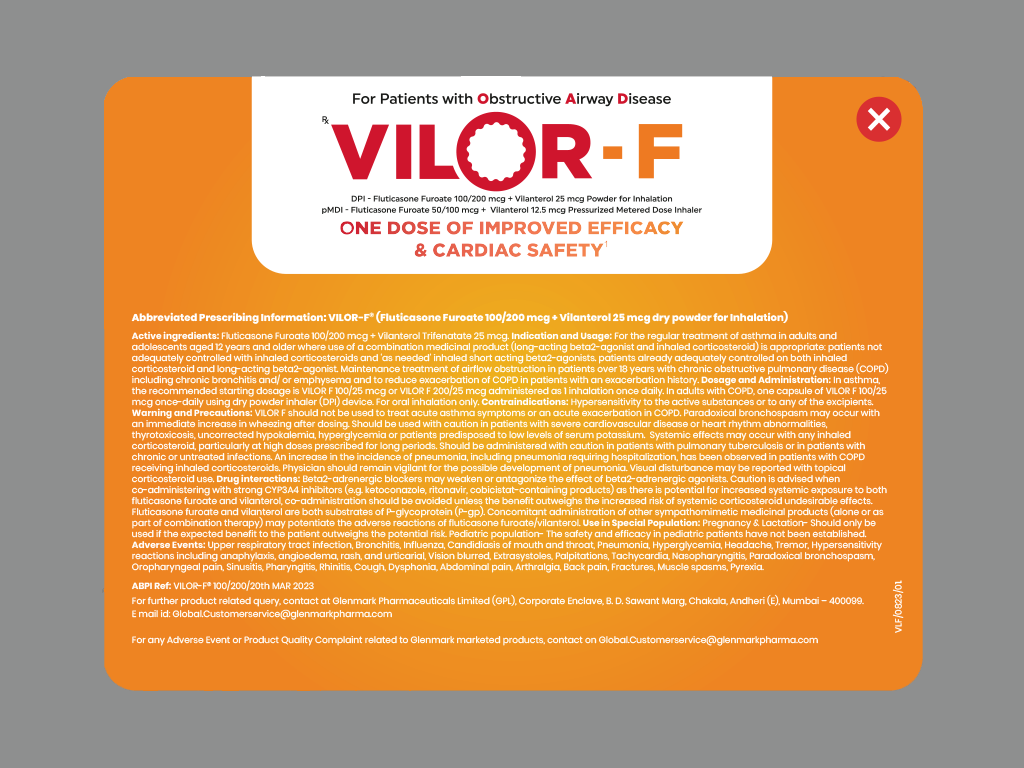 For Patients with Obstructive Airway Disease
℞ VILOR-F
DPI - Fluticasone Furoate 100/200 mcg + Vilanterol 25 mcg Powder for Inhalation
pMDI - Fluticasone Furoate 50/100 mcg + Vilanterol 12.5 mcg Pressurized Metered Dose Inhaler
ONE DOSE OF IMPROVED EFFICACY
& CARDIAC SAFETY¹
Abbreviated Prescribing Information: VILOR-F® (Fluticasone Furoate 100/200 mcg + Vilanterol 25 mcg dry powder for Inhalation)
Active ingredients: Fluticasone Furoate 100/200 mcg + Vilanterol Trifenatate 25 mcg. Indication and Usage: For the regular treatment of asthma in adults and
adolescents aged 12 years and older where use of a combination medicinal product (long-acting beta2-agonist and inhaled corticosteroid) is appropriate: patients not
adequately controlled with inhaled corticosteroids and 'as needed' inhaled short acting beta2-agonists. patients already adequately controlled on both inhaled
corticosteroid and long-acting beta2-agonist. Maintenance treatment of airflow obstruction in patients over 18 years with chronic obstructive pulmonary disease (COPD)
including chronic bronchitis and/ or emphysema and to reduce exacerbation of COPD in patients with an exacerbation history. Dosage and Administration: In asthma,
the recommended starting dosage is VILOR F 100/25 mcg or VILOR F 200/25 mcg administered as 1 inhalation once daily. In adults with COPD, one capsule of VILOR F 100/25
mcg once-daily using dry powder inhaler (DPI) device. For oral inhalation only. Contraindications: Hypersensitivity to the active substances or to any of the excipients.
Warning and Precautions: VILOR F should not be used to treat acute asthma symptoms or an acute exacerbation in COPD. Paradoxical bronchospasm may occur with
an immediate increase in wheezing after dosing. Should be used with caution in patients with severe cardiovascular disease or heart rhythm abnormalities,
thyrotoxicosis, uncorrected hypokalemia, hyperglycemia or patients predisposed to low levels of serum potassium. Systemic effects may occur with any inhaled
corticosteroid, particularly at high doses prescribed for long periods. Should be administered with caution in patients with pulmonary tuberculosis or in patients with
chronic or untreated infections. An increase in the incidence of pneumonia, including pneumonia requiring hospitalization, has been observed in patients with COPD
receiving inhaled corticosteroids. Physician should remain vigilant for the possible development of pneumonia. Visual disturbance may be reported with topical
corticosteroid use. Drug interactions: Beta2-adrenergic blockers may weaken or antagonize the effect of beta2-adrenergic agonists. Caution is advised when
co-administering with strong CYP3A4 inhibitors (e.g. ketoconazole, ritonavir, cobicistat-containing products) as there is potential for increased systemic exposure to both
fluticasone furoate and vilanterol, co-administration should be avoided unless the benefit outweighs the increased risk of systemic corticosteroid undesirable effects.
Fluticasone furoate and vilanterol are both substrates of P-glycoprotein (P-gp). Concomitant administration of other sympathomimetic medicinal products (alone or as
part of combination therapy) may potentiate the adverse reactions of fluticasone furoate/vilanterol. Use in Special Population: Pregnancy & Lactation- Should only be
used if the expected benefit to the patient outweighs the potential risk. Pediatric population- The safety and efficacy in pediatric patients have not been established.
Adverse Events: Upper respiratory tract infection, Bronchitis, Influenza, Candidiasis of mouth and throat, Pneumonia, Hyperglycemia, Headache, Tremor, Hypersensitivity
reactions including anaphylaxis, angioedema, rash, and urticaria, Vision blurred, Extrasystoles, Palpitations, Tachycardia, Nasopharyngitis, Paradoxical bronchospasm,
Oropharyngeal pain, Sinusitis, Pharyngitis, Rhinitis, Cough, Dysphonia, Abdominal pain, Arthralgia, Back pain, Fractures, Muscle spasms, Pyrexia.
ABPI Ref: VILOR-F® 100/200/20th MAR 2023
For further product related query, contact at Glenmark Pharmaceuticals Limited (GPL), Corporate Enclave, B. D. Sawant Marg, Chakala, Andheri (E), Mumbai – 400099.
E mail id: Global.Customerservice@glenmarkpharma.com
For any Adverse Event or Product Quality Complaint related to Glenmark marketed products, contact on Global.Customerservice@glenmarkpharma.com
VLF/0823/01